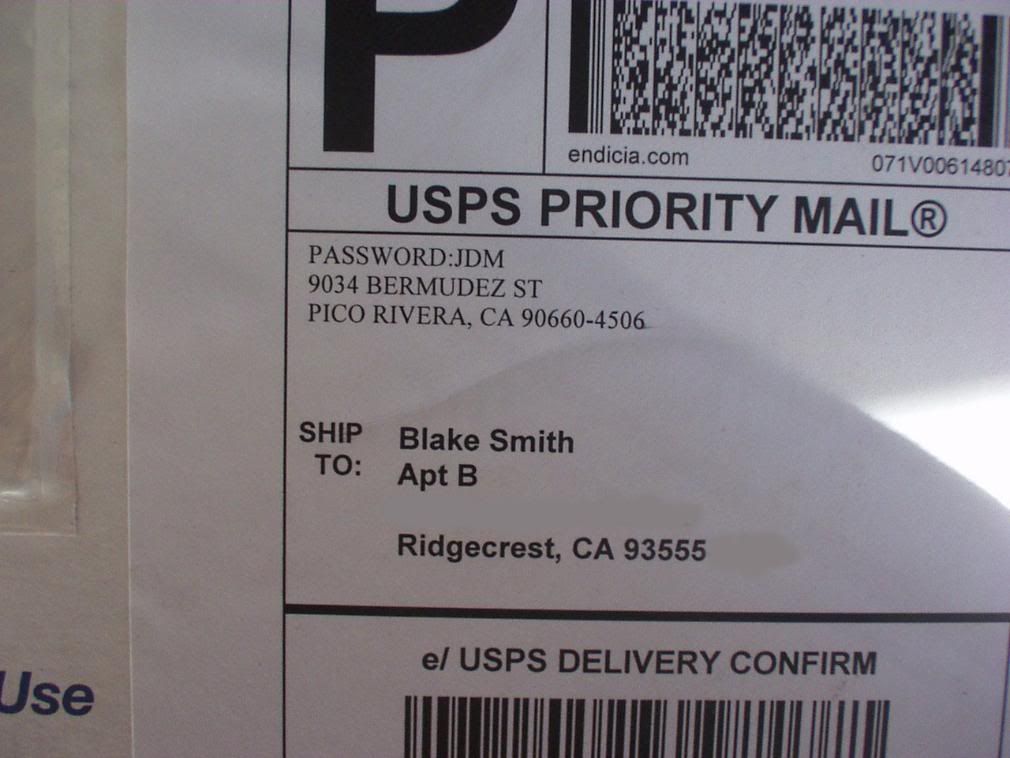 P
endicia.com
071V00614807
USPS PRIORITY MAIL®
PASSWORD:JDM
9034 BERMUDEZ ST
PICO RIVERA, CA 90660-4506
SHIP TO:
Blake Smith
Apt B
Ridgecrest, CA 93555
e/ USPS DELIVERY CONFIRM
Use